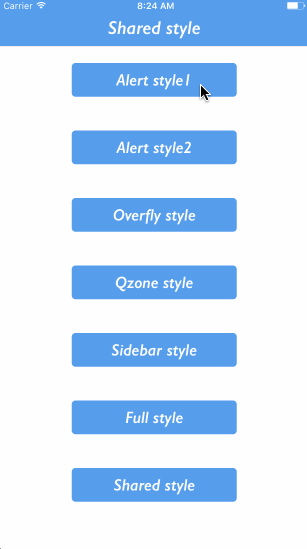 Carrier 8:24 AM
Shared style
Alert style1
Alert style2
Overfly style
Qzone style
Sidebar style
Full style
Shared style